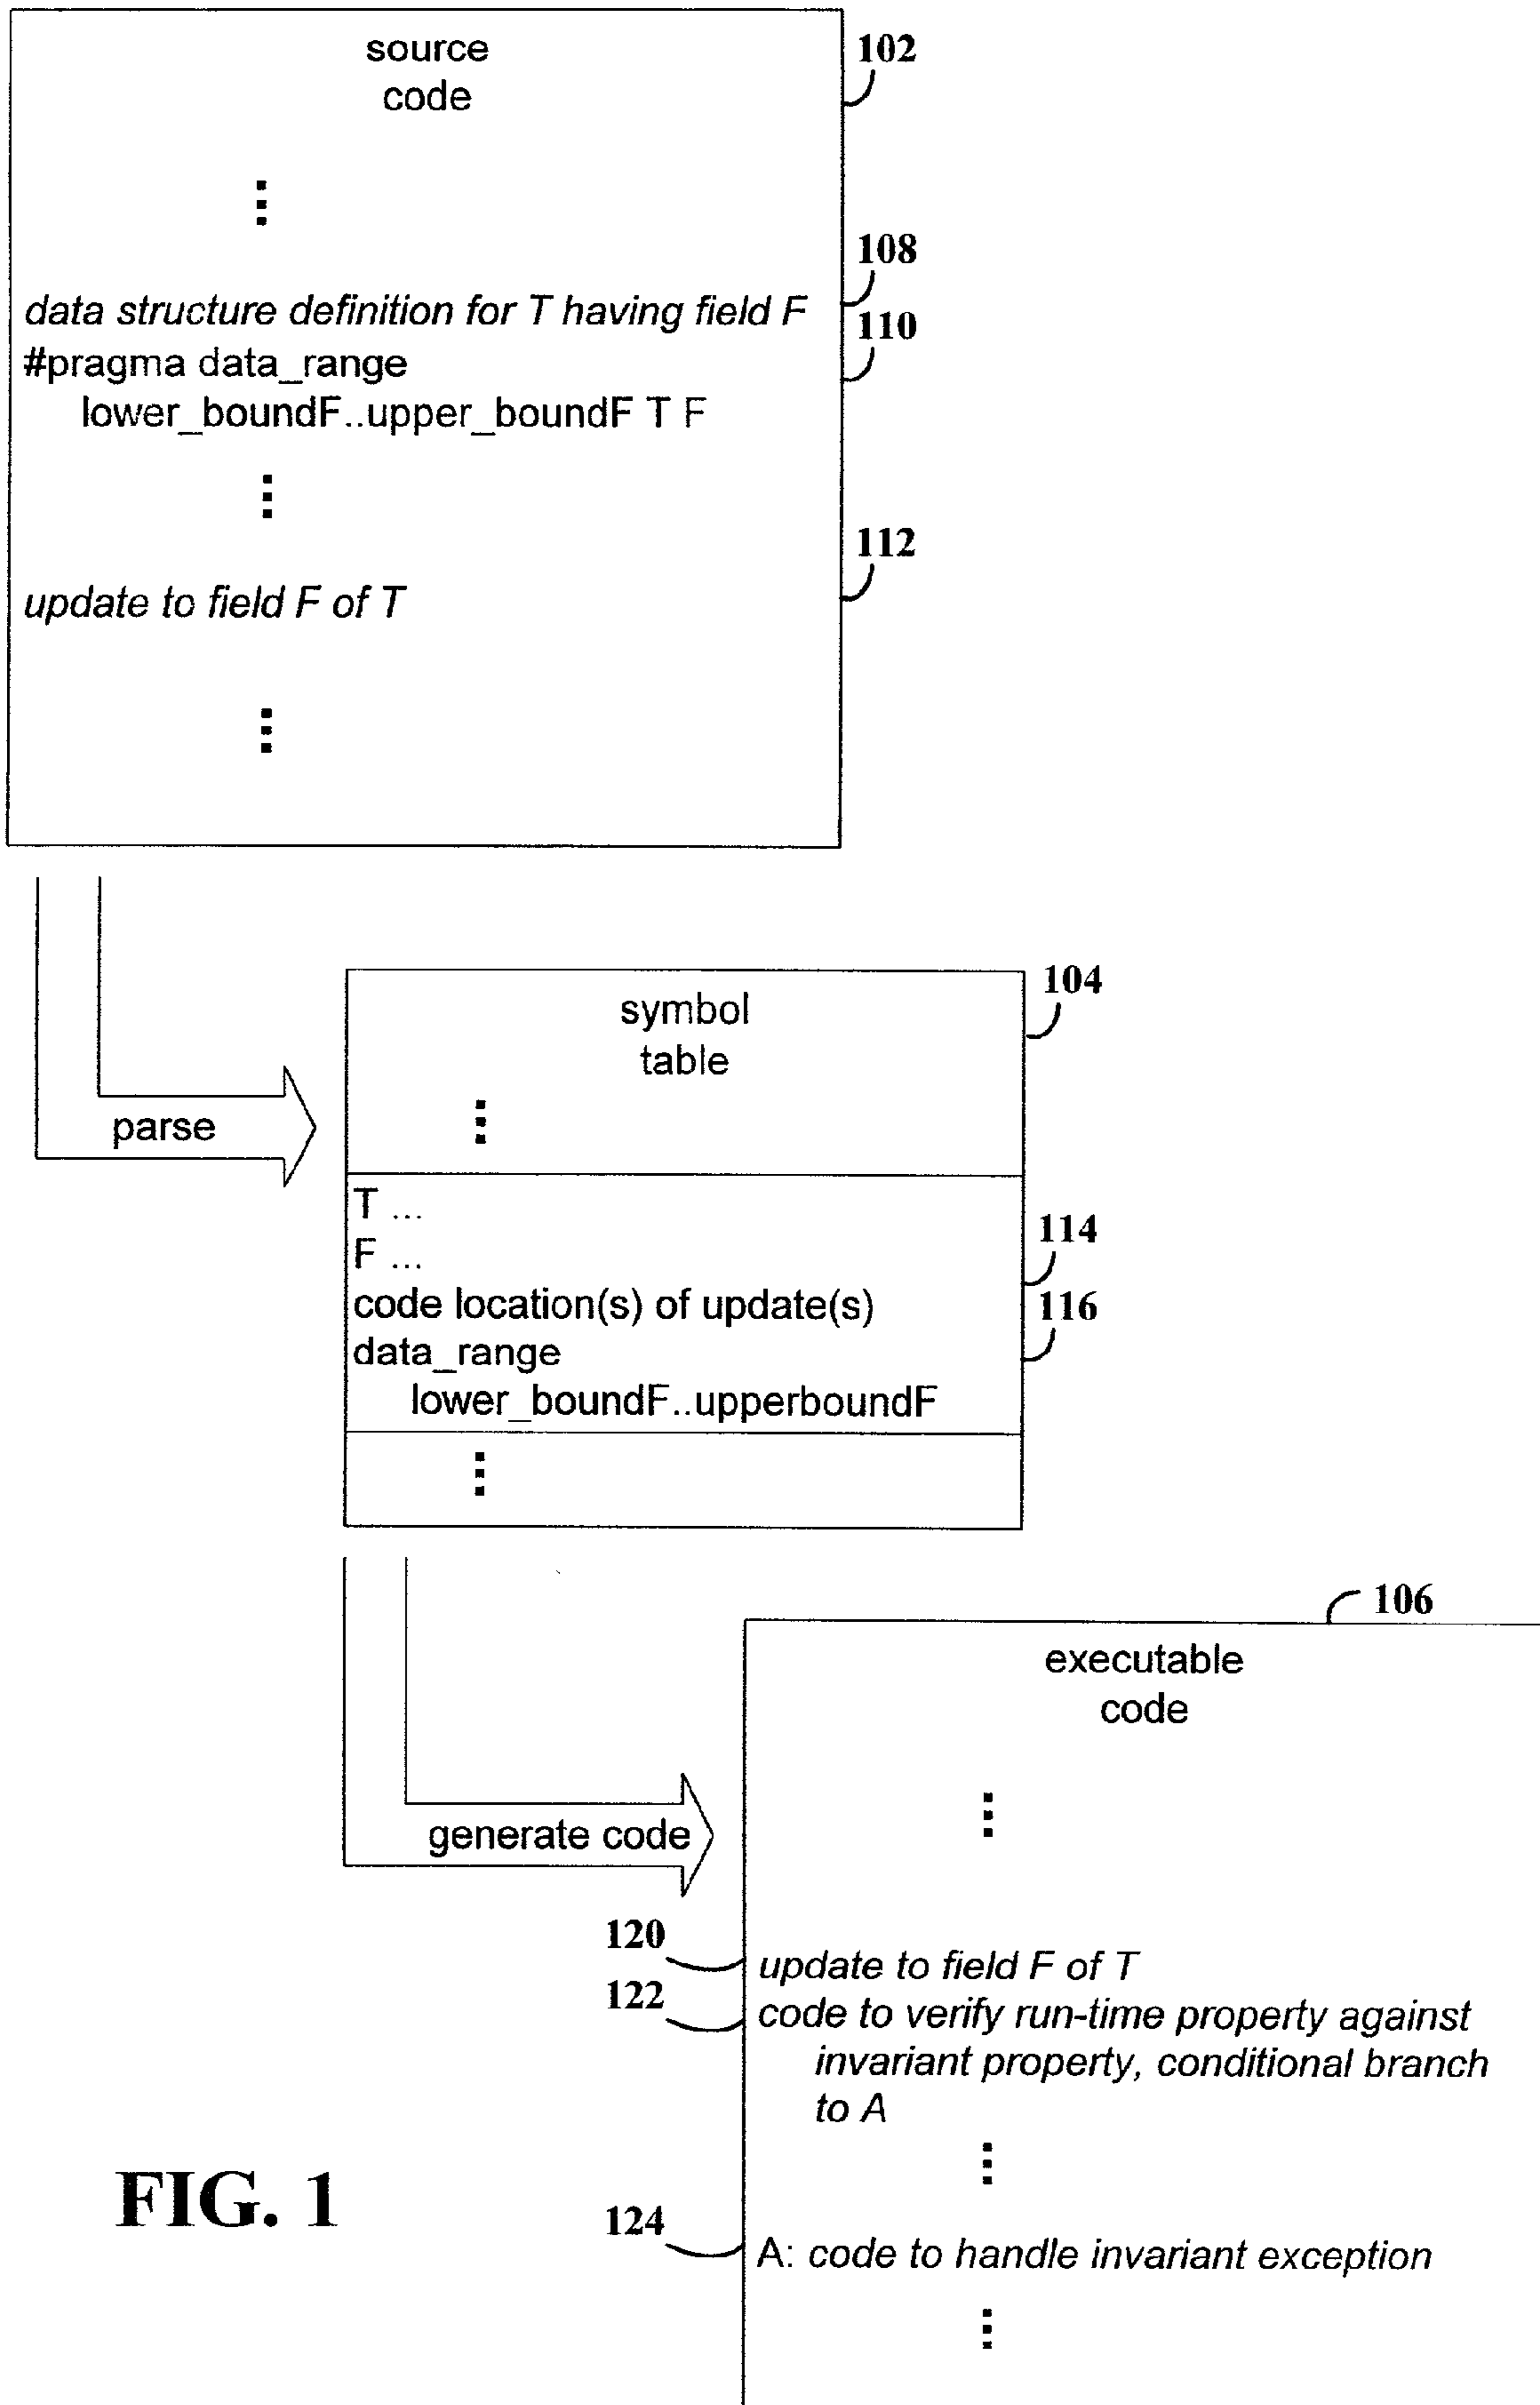 source
code
102
108
data structure definition for T having field F
110
#pragma data_range
lower_boundF..upper_boundF T F
112
update to field F of T
parse
symbol
table
104
T ...
F ...
114
code location(s) of update(s)
116
data_range
lower_boundF..upperboundF
generate code
106
executable
code
120
update to field F of T
122
code to verify run-time property against
invariant property, conditional branch
to A
124
A: code to handle invariant exception
FIG. 1